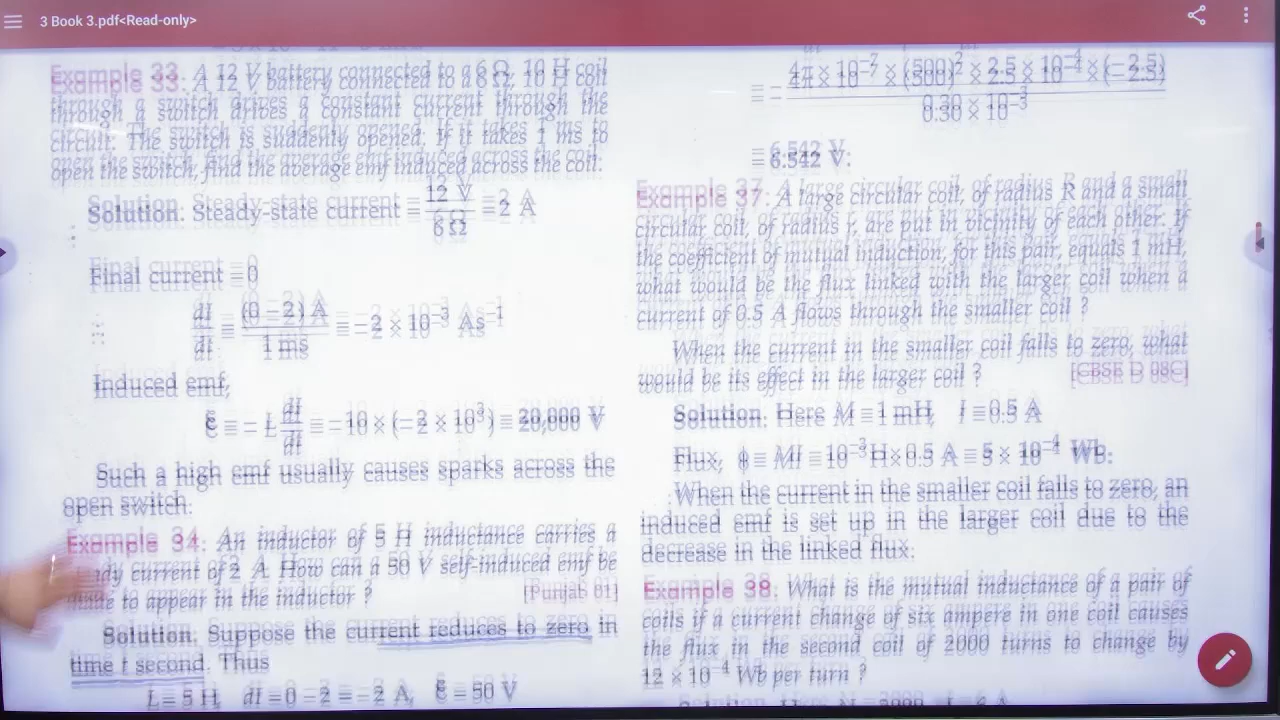 3 Book 3.pdf<Read-only>
Example 33. A 12 V battery connected to a 6 Ω, 10 H coil
through a switch drives a constant current through the
circuit. The switch is suddenly opened. If it takes 1 ms to
open the switch, find the average emf induced across the coil.
Solution. Steady-state current = 12 V / 6 Ω = 2 A
Final current = 0
∴ dI/dt = (0 − 2) A / 1 ms = −2 × 10⁻³ As⁻¹
Induced emf,
ℰ = − L dI/dt = −10 × (−2 × 10³) = 20,000 V
Such a high emf usually causes sparks across the
open switch.
Example 34. An inductor of 5 H inductance carries a
current of 2 A. How can a 50 V self-induced emf be
made to appear in the inductor ?
[Punjab 01]
Solution. Suppose the current reduces to zero in
time t second. Thus
L = 5 H, dI = 0 − 2 = −2 A, ℰ = 50 V
= − 4π × 10⁻⁷ × (500)² × 2.5 × 10⁻⁴ × (−2.5) / 0.30 × 10⁻³
= 6.542 V.
Example 37. A large circular coil, of radius R and a small
circular coil, of radius r, are put in vicinity of each other. If
the coefficient of mutual induction, for this pair, equals 1 mH,
what would be the flux linked with the larger coil when a
current of 0.5 A flows through the smaller coil ?
When the current in the smaller coil falls to zero, what
would be its effect in the larger coil ?
[CBSE D 08C]
Solution. Here M = 1 mH, I = 0.5 A
Flux, ϕ = MI = 10⁻³ H × 0.5 A = 5 × 10⁻⁴ Wb.
When the current in the smaller coil falls to zero, an
induced emf is set up in the larger coil due to the
decrease in the linked flux.
Example 38. What is the mutual inductance of a pair of
coils if a current change of six ampere in one coil causes
the flux in the second coil of 2000 turns to change by
12 × 10⁻⁴ Wb per turn ?